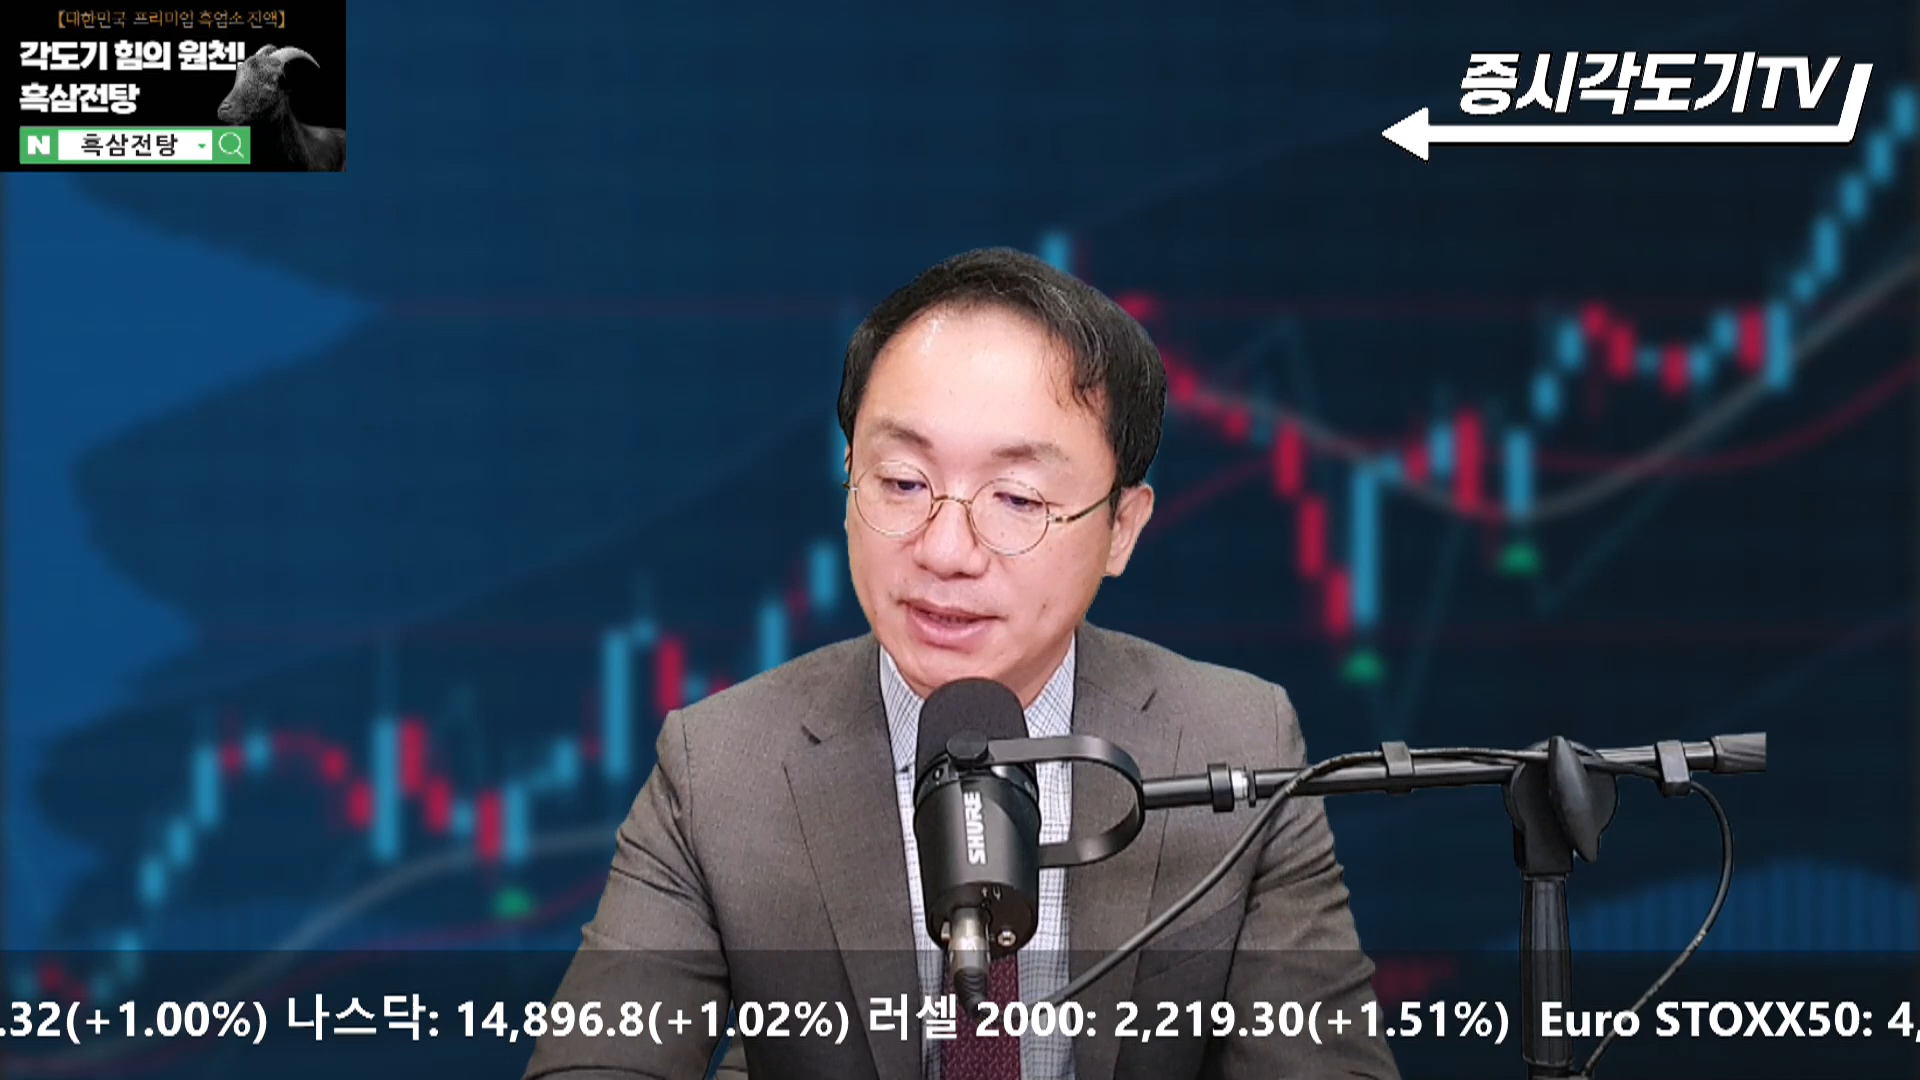 【대한민국 프리미엄 흑염소 진액】
각도기 힘의 원천!
흑삼전탕
N 흑삼전탕
증시각도기TV
SHURE
.32(+1.00%) 나스닥: 14,896.8(+1.02%) 러셀 2000: 2,219.30(+1.51%) Euro STOXX50: 4,